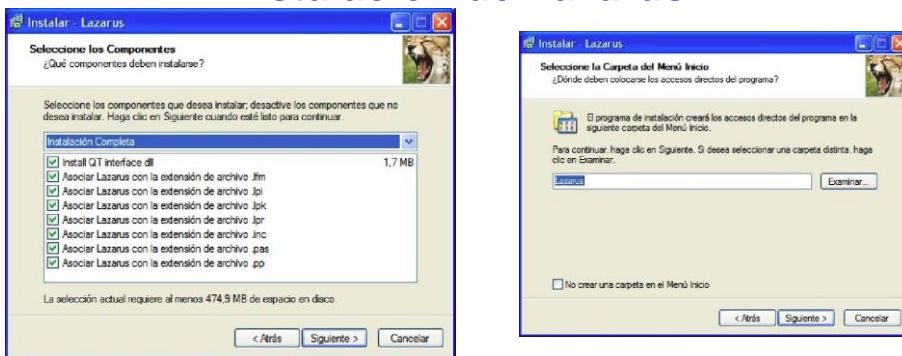 Instalar - Lazarus
Seleccione los Componentes
¿Qué componentes deben instalarse?
Seleccione los componentes que desea instalar; desactive los componentes que no
desea instalar. Haga clic en Siguiente cuando esté listo para continuar.
Instalación Completa
Install QT interface dll 1,7 MB
Asociar Lazarus con la extensión de archivo .lfm
Asociar Lazarus con la extensión de archivo .lpi
Asociar Lazarus con la extensión de archivo .lpk
Asociar Lazarus con la extensión de archivo .lpr
Asociar Lazarus con la extensión de archivo .inc
Asociar Lazarus con la extensión de archivo .pas
Asociar Lazarus con la extensión de archivo .pp
La selección actual requiere al menos 474,9 MB de espacio en disco.
< Atrás Siguiente > Cancelar
Instalar - Lazarus
Seleccione la Carpeta del Menú Inicio
¿Dónde deben colocarse los accesos directos del programa?
El programa de instalación creará los accesos directos del programa en la
siguiente carpeta del Menú Inicio.
Para continuar, haga clic en Siguiente. Si desea seleccionar una carpeta distinta, haga
clic en Examinar.
Lazarus Examinar...
No crear una carpeta en el Menú Inicio
< Atrás Siguiente > Cancelar